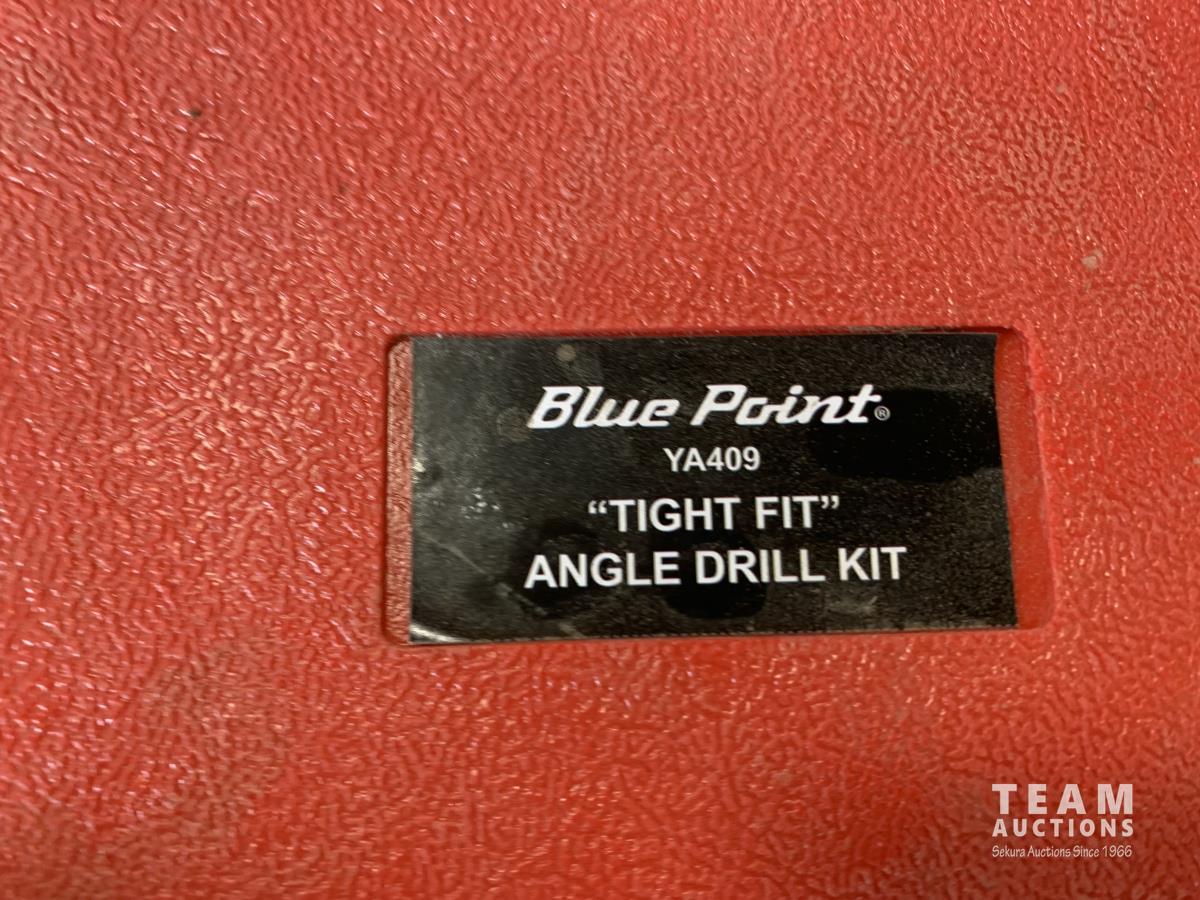 Blue Point®
YA409
“TIGHT FIT”
ANGLE DRILL KIT
TEAM
AUCTIONS
Sekura Auctions Since 1966